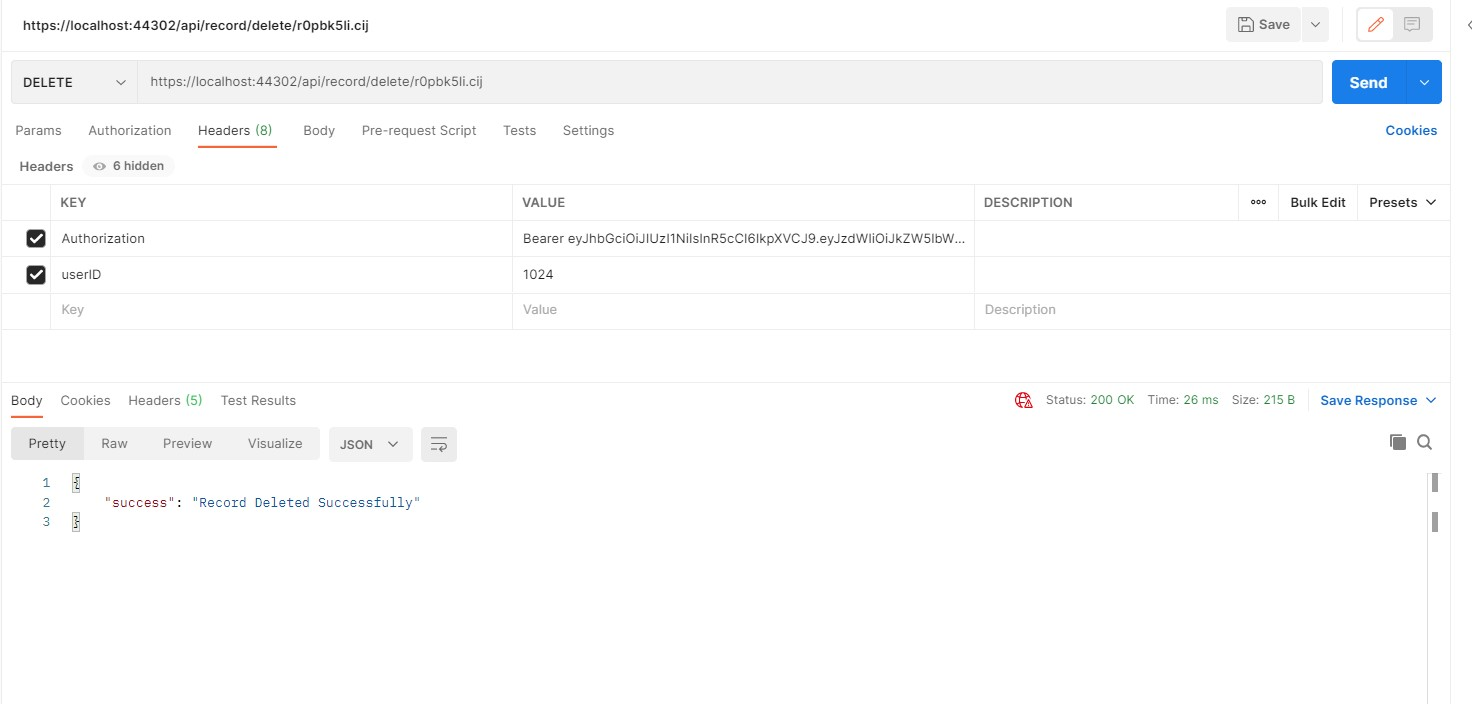 https://localhost:44302/api/record/delete/r0pbk5li.cij
Save
DELETE https://localhost:44302/api/record/delete/r0pbk5li.cij Send
Params Authorization Headers (8) Body Pre-request Script Tests Settings Cookies
Headers 6 hidden
KEY VALUE DESCRIPTION ooo Bulk Edit Presets
Authorization Bearer eyJhbGciOiJIUzI1NiIsInR5cCI6IkpXVCJ9.eyJzdWIiOiJkZW5IbW...
userID 1024
Key Value Description
Body Cookies Headers (5) Test Results Status: 200 OK Time: 26 ms Size: 215 B Save Response
Pretty Raw Preview Visualize JSON
1 {
2 "success": "Record Deleted Successfully"
3 }